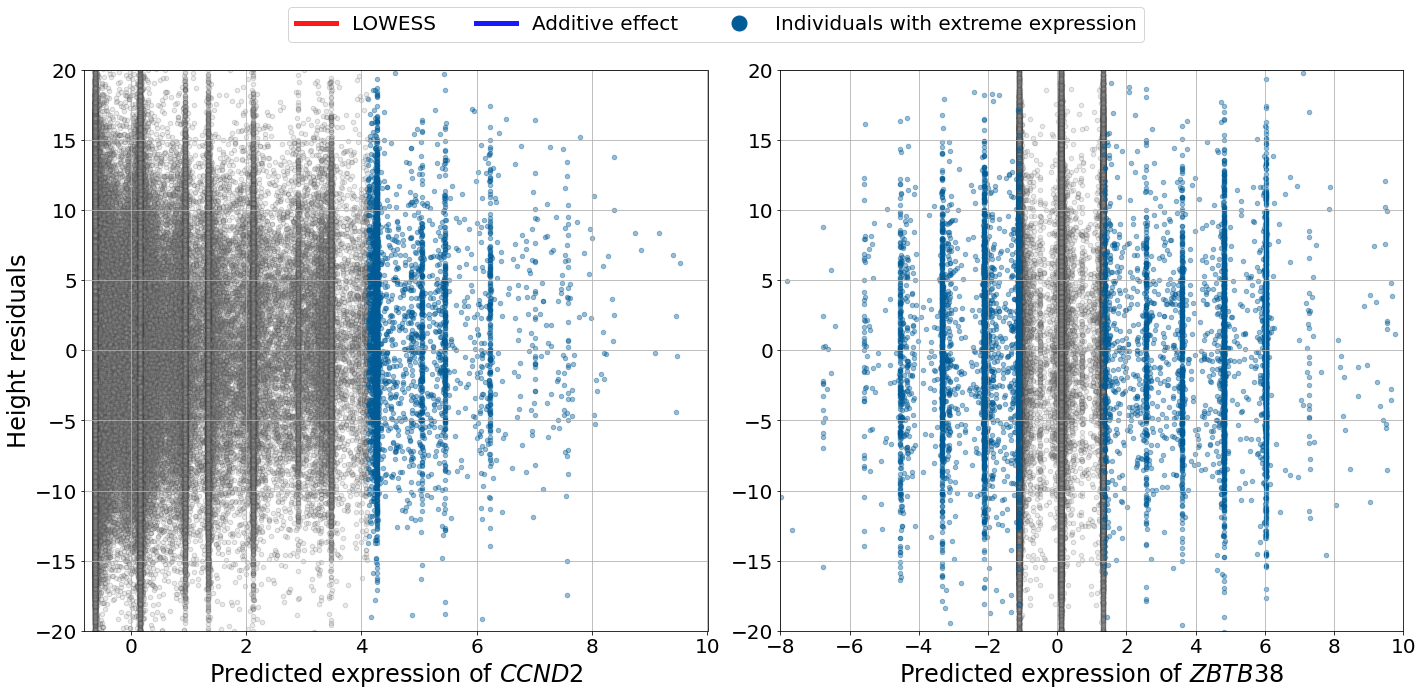 LOWESS Additive effect Individuals with extreme expression
20 20
15 15
10 10
5 5
0 0
−5 −5
−10 −10
−15 −15
−20 −20
Height residuals
0 2 4 6 8 10 −8 −6 −4 −2 0 2 4 6 8 10
Predicted expression of CCND2 Predicted expression of ZBTB38